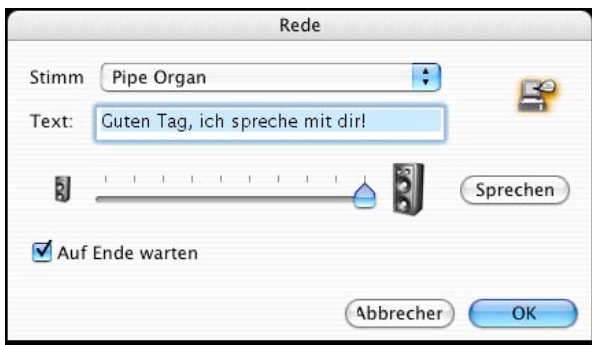 Rede
Stimm Pipe Organ
Text: Guten Tag, ich spreche mit dir!
Sprechen
Auf Ende warten
Abbrecher OK